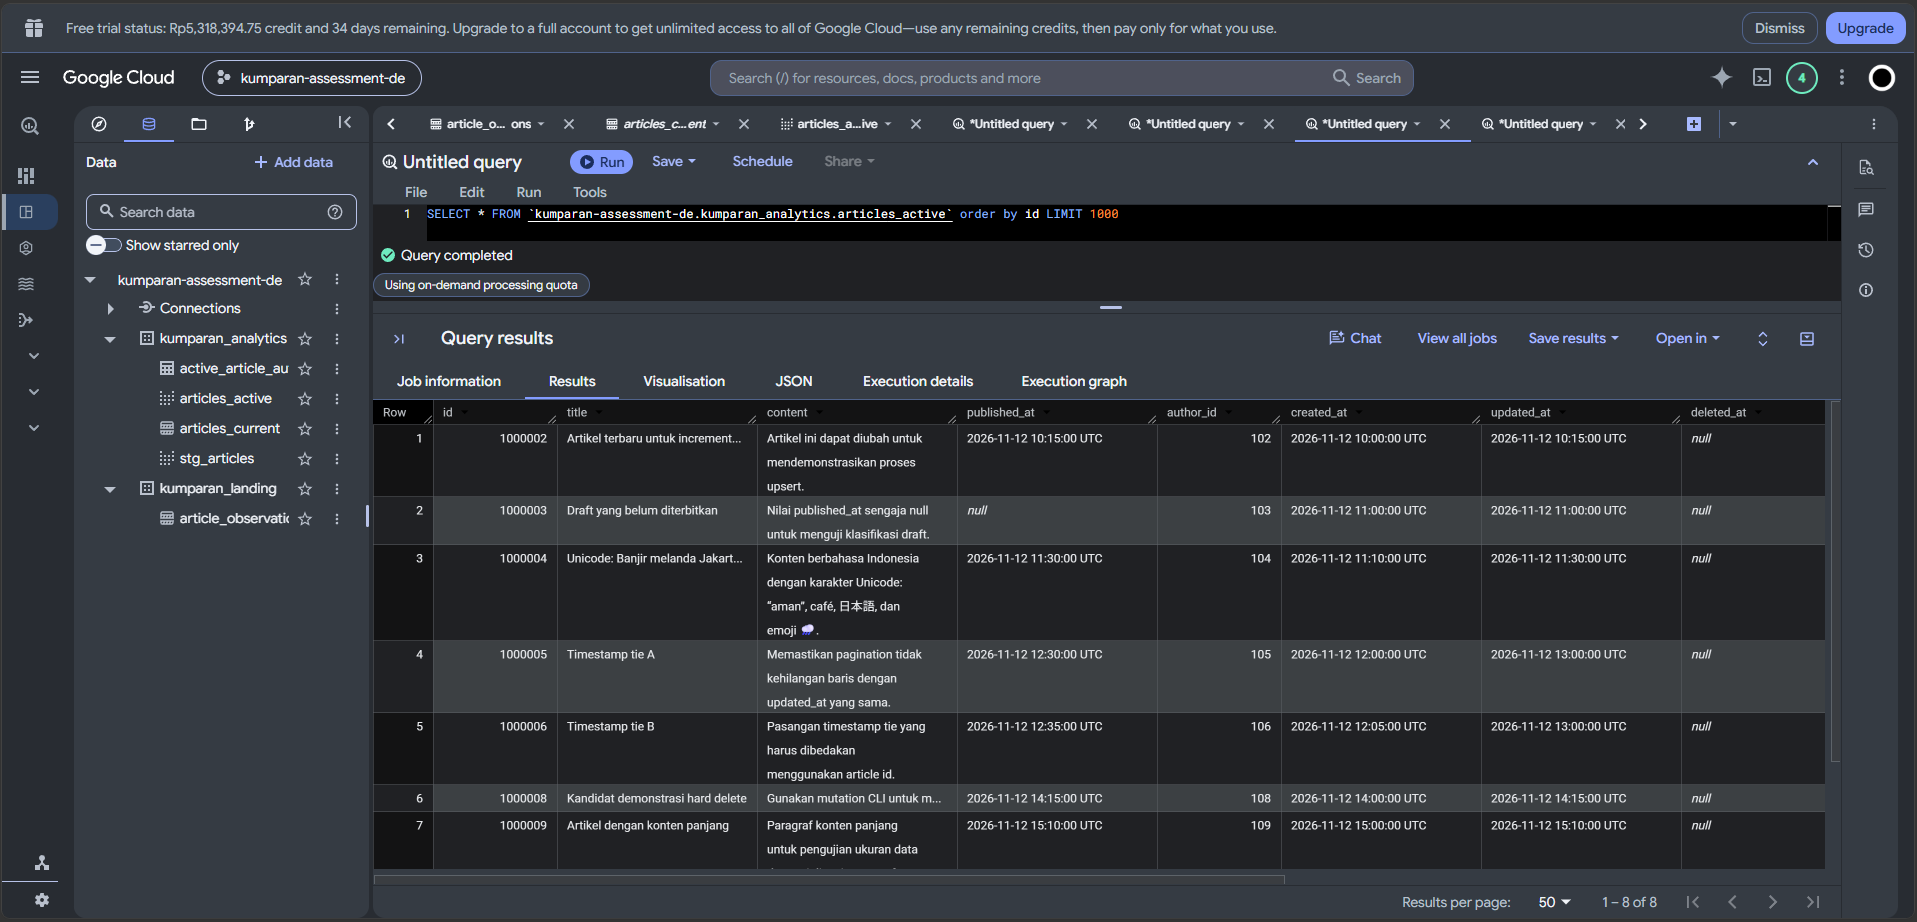 Free trial status: Rp5,318,394.75 credit and 34 days remaining. Upgrade to a full account to get unlimited access to all of Google Cloud—use any remaining credits, then pay only for what you use.
Dismiss
Upgrade
Google Cloud
kumparan-assessment-de
Search (/) for resources, docs, products and more
Search
4
article_o... ons
articles_c...ent
articles_a...ive
*Untitled query
*Untitled query
*Untitled query
*Untitled query
Data
Add data
Search data
Show starred only
kumparan-assessment-de
Connections
kumparan_analytics
active_article_au
articles_active
articles_current
stg_articles
kumparan_landing
article_observatic
Untitled query
Run
Save
Schedule
Share
File
Edit
Run
Tools
1
SELECT * FROM `kumparan-assessment-de.kumparan_analytics.articles_active` order by id LIMIT 1000
Query completed
Using on-demand processing quota
Query results
Chat
View all jobs
Save results
Open in
Job information
Results
Visualisation
JSON
Execution details
Execution graph
Row id title content published_at author_id created_at updated_at deleted_at
1 1000002 Artikel terbaru untuk increment... Artikel ini dapat diubah untuk 2026-11-12 10:15:00 UTC 102 2026-11-12 10:00:00 UTC 2026-11-12 10:15:00 UTC null
mendemonstrasikan proses
upsert.
2 1000003 Draft yang belum diterbitkan Nilai published_at sengaja null null 103 2026-11-12 11:00:00 UTC 2026-11-12 11:00:00 UTC null
untuk menguji klasifikasi draft.
3 1000004 Unicode: Banjir melanda Jakart... Konten berbahasa Indonesia 2026-11-12 11:30:00 UTC 104 2026-11-12 11:10:00 UTC 2026-11-12 11:30:00 UTC null
dengan karakter Unicode:
“aman”, café, 日本語, dan
emoji 🌧️.
4 1000005 Timestamp tie A Memastikan pagination tidak 2026-11-12 12:30:00 UTC 105 2026-11-12 12:00:00 UTC 2026-11-12 13:00:00 UTC null
kehilangan baris dengan
updated_at yang sama.
5 1000006 Timestamp tie B Pasangan timestamp tie yang 2026-11-12 12:35:00 UTC 106 2026-11-12 12:05:00 UTC 2026-11-12 13:00:00 UTC null
harus dibedakan
menggunakan article id.
6 1000008 Kandidat demonstrasi hard delete Gunakan mutation CLI untuk m... 2026-11-12 14:15:00 UTC 108 2026-11-12 14:00:00 UTC 2026-11-12 14:15:00 UTC null
7 1000009 Artikel dengan konten panjang Paragraf konten panjang 2026-11-12 15:10:00 UTC 109 2026-11-12 15:00:00 UTC 2026-11-12 15:10:00 UTC null
untuk pengujian ukuran data
Results per page:
50
1 – 8 of 8